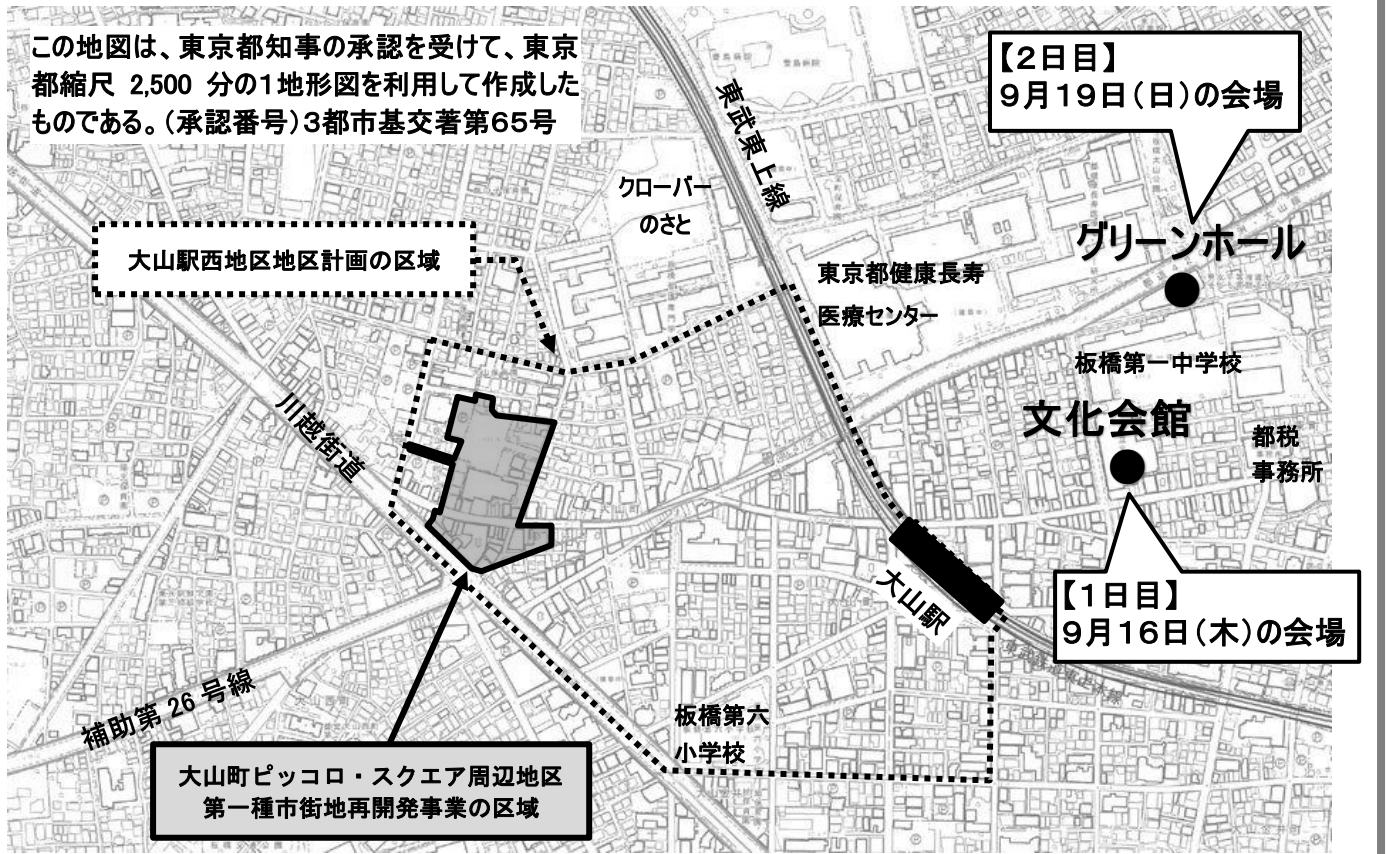 この地図は、東京都知事の承認を受けて、東京
都縮尺 2,500 分の1地形図を利用して作成した
ものである。(承認番号)3都市基交著第65号
【2日目】
9月19日(日)の会場
東武東上線
クローバー
のさと
グリーンホール
大山駅西地区地区計画の区域
東京都健康長寿
医療センター
板橋第一中学校
文化会館
都税
事務所
川越街道
【1日目】
9月16日(木)の会場
大山駅
補助第26号線
板橋第六
小学校
大山町ピッコロ・スクエア周辺地区
第一種市街地再開発事業の区域